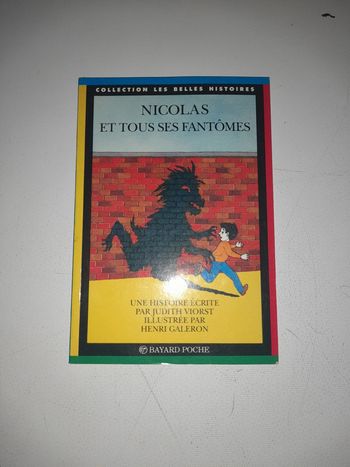 COLLECTION LES BELLES HISTOIRES
NICOLAS
ET TOUS SES FANTÔMES
UNE HISTOIRE ÉCRITE
PAR JUDITH VIORST
ILLUSTRÉE PAR
HENRI GALERON
BAYARD POCHE